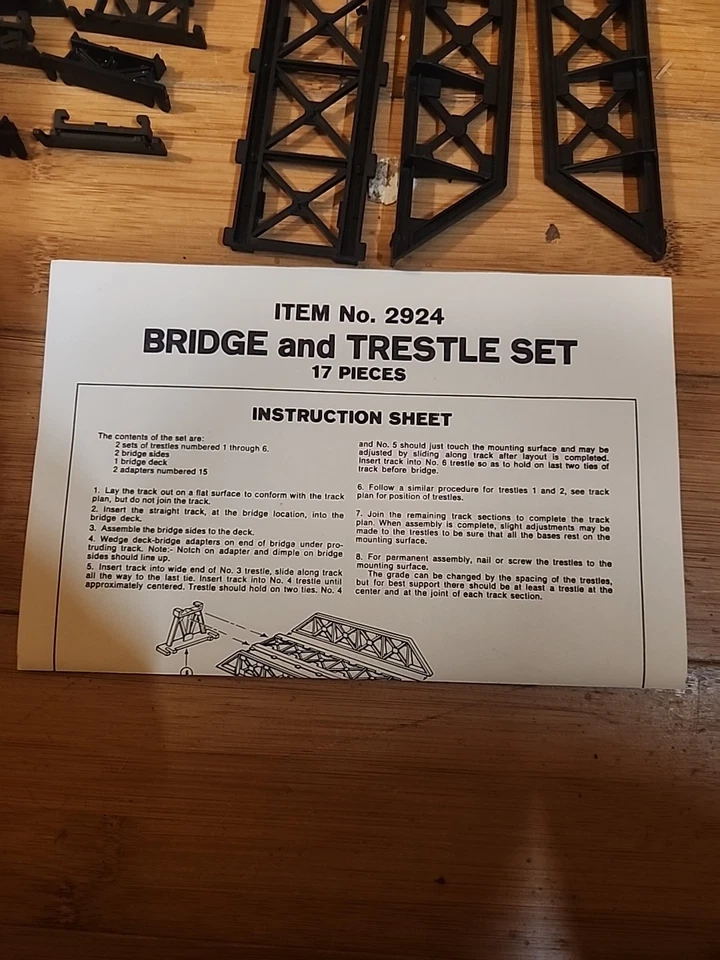 ITEM No. 2924
BRIDGE and TRESTLE SET
17 PIECES
INSTRUCTION SHEET
The contents of the set are:
2 sets of trestles numbered 1 through 6.
2 bridge sides
1 bridge deck
2 adapters numbered 15
1. Lay the track out on a flat surface to conform with the track
plan, but do not join the track.
2. Insert the straight track, at the bridge location, into the
bridge deck.
3. Assemble the bridge sides to the deck.
4. Wedge deck-bridge adapters on end of bridge under pro-
truding track. Note:- Notch on adapter and dimple on bridge
sides should line up.
5. Insert track into wide end of No. 3 trestle, slide along track
all the way to the last tie. Insert track into No. 4 trestle until
approximately centered. Trestle should hold on two ties. No. 4
and No. 5 should just touch the mounting surface and may be
adjusted by sliding along track after layout is completed.
Insert track into No. 6 trestle so as to hold on last two ties of
track before bridge.
6. Follow a similar procedure for trestles 1 and 2, see track
plan for position of trestles.
7. Join the remaining track sections to complete the track
plan. When assembly is complete, slight adjustments may be
made to the trestles to be sure that all the bases rest on the
mounting surface.
8. For permanent assembly, nail or screw the trestles to the
mounting surface.
The grade can be changed by the spacing of the trestles,
but for best support there should be at least a trestle at the
center and at the joint of each track section.